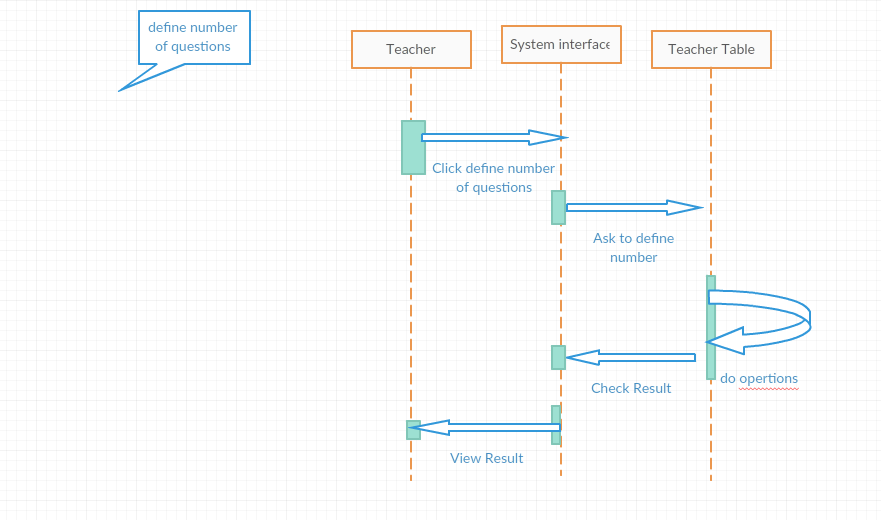 define number
of questions
Teacher
System interface
Teacher Table
Click define number
of questions
Ask to define
number
do opertions
Check Result
View Result